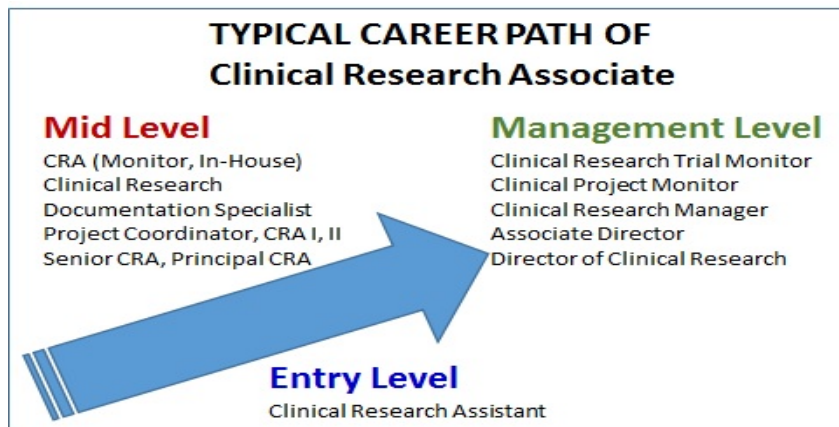 TYPICAL CAREER PATH OF
Clinical Research Associate
Mid Level
CRA (Monitor, In-House)
Clinical Research
Documentation Specialist
Project Coordinator, CRA I, II
Senior CRA, Principal CRA
Management Level
Clinical Research Trial Monitor
Clinical Project Monitor
Clinical Research Manager
Associate Director
Director of Clinical Research
Entry Level
Clinical Research Assistant